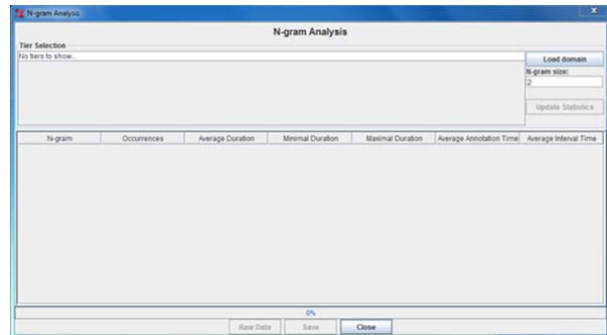 N-gram Analysis
N-gram Analysis
Tier Selection
No tiers to show...
Load domain
N-gram size:
2
Update Statistics
N-gram Occurrences Average Duration Minimal Duration Maximal Duration Average Annotation Time Average Interval Time
0%
Raw Data Save Close